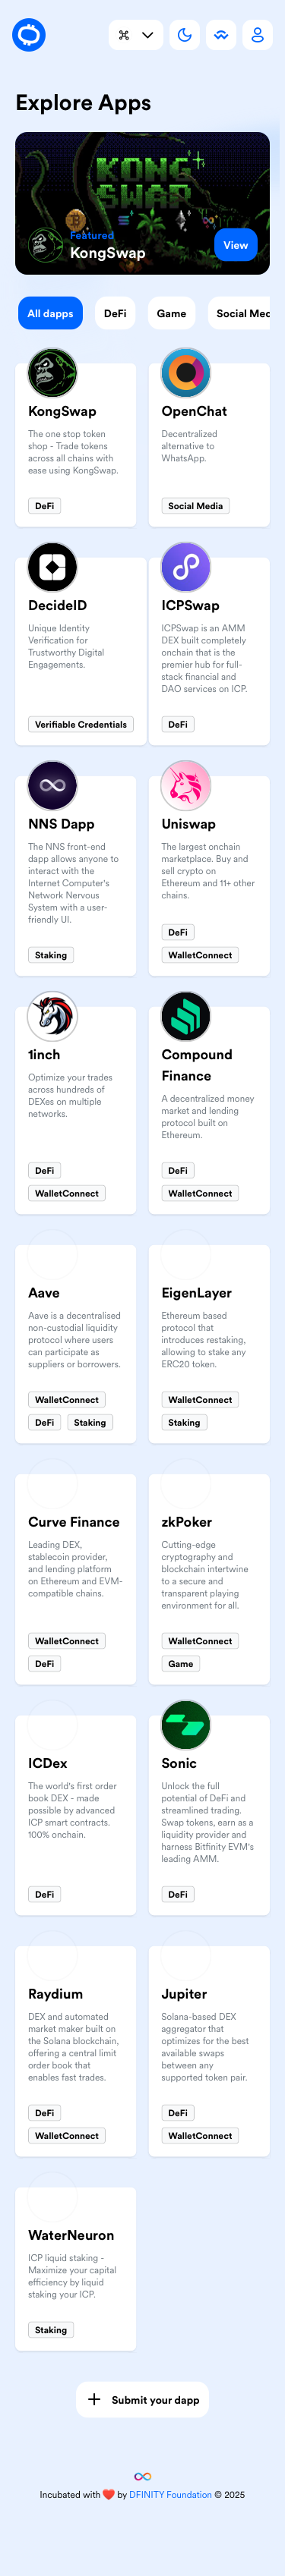 Explore Apps
KONG
SWAP
Featured
KongSwap
View
All dapps
DeFi
Game
Social Med
KongSwap
The one stop token
shop - Trade tokens
across all chains with
ease using KongSwap.
DeFi
OpenChat
Decentralized
alternative to
WhatsApp.
Social Media
DecideID
Unique Identity
Verification for
Trustworthy Digital
Engagements.
Verifiable Credentials
ICPSwap
ICPSwap is an AMM
DEX built completely
onchain that is the
premier hub for full-
stack financial and
DAO services on ICP.
DeFi
NNS Dapp
The NNS front-end
dapp allows anyone to
interact with the
Internet Computer's
Network Nervous
System with a user-
friendly UI.
Staking
Uniswap
The largest onchain
marketplace. Buy and
sell crypto on
Ethereum and 11+ other
chains.
DeFi
WalletConnect
1inch
Optimize your trades
across hundreds of
DEXes on multiple
networks.
DeFi
WalletConnect
Compound
Finance
A decentralized money
market and lending
protocol built on
Ethereum.
DeFi
WalletConnect
Aave
Aave is a decentralised
non-custodial liquidity
protocol where users
can participate as
suppliers or borrowers.
WalletConnect
DeFi
Staking
EigenLayer
Ethereum based
protocol that
introduces restaking,
allowing to stake any
ERC20 token.
WalletConnect
Staking
Curve Finance
Leading DEX,
stablecoin provider,
and lending platform
on Ethereum and EVM-
compatible chains.
WalletConnect
DeFi
zkPoker
Cutting-edge
cryptography and
blockchain intertwine
to a secure and
transparent playing
environment for all.
WalletConnect
Game
ICDex
The world's first order
book DEX - made
possible by advanced
ICP smart contracts.
100% onchain.
DeFi
Sonic
Unlock the full
potential of DeFi and
streamlined trading.
Swap tokens, earn as a
liquidity provider and
harness Bitfinity EVM's
leading AMM.
DeFi
Raydium
DEX and automated
market maker built on
the Solana blockchain,
offering a central limit
order book that
enables fast trades.
DeFi
WalletConnect
Jupiter
Solana-based DEX
aggregator that
optimizes for the best
available swaps
between any
supported token pair.
DeFi
WalletConnect
WaterNeuron
ICP liquid staking -
Maximize your capital
efficiency by liquid
staking your ICP.
Staking
Submit your dapp
Incubated with ❤️ by DFINITY Foundation © 2025